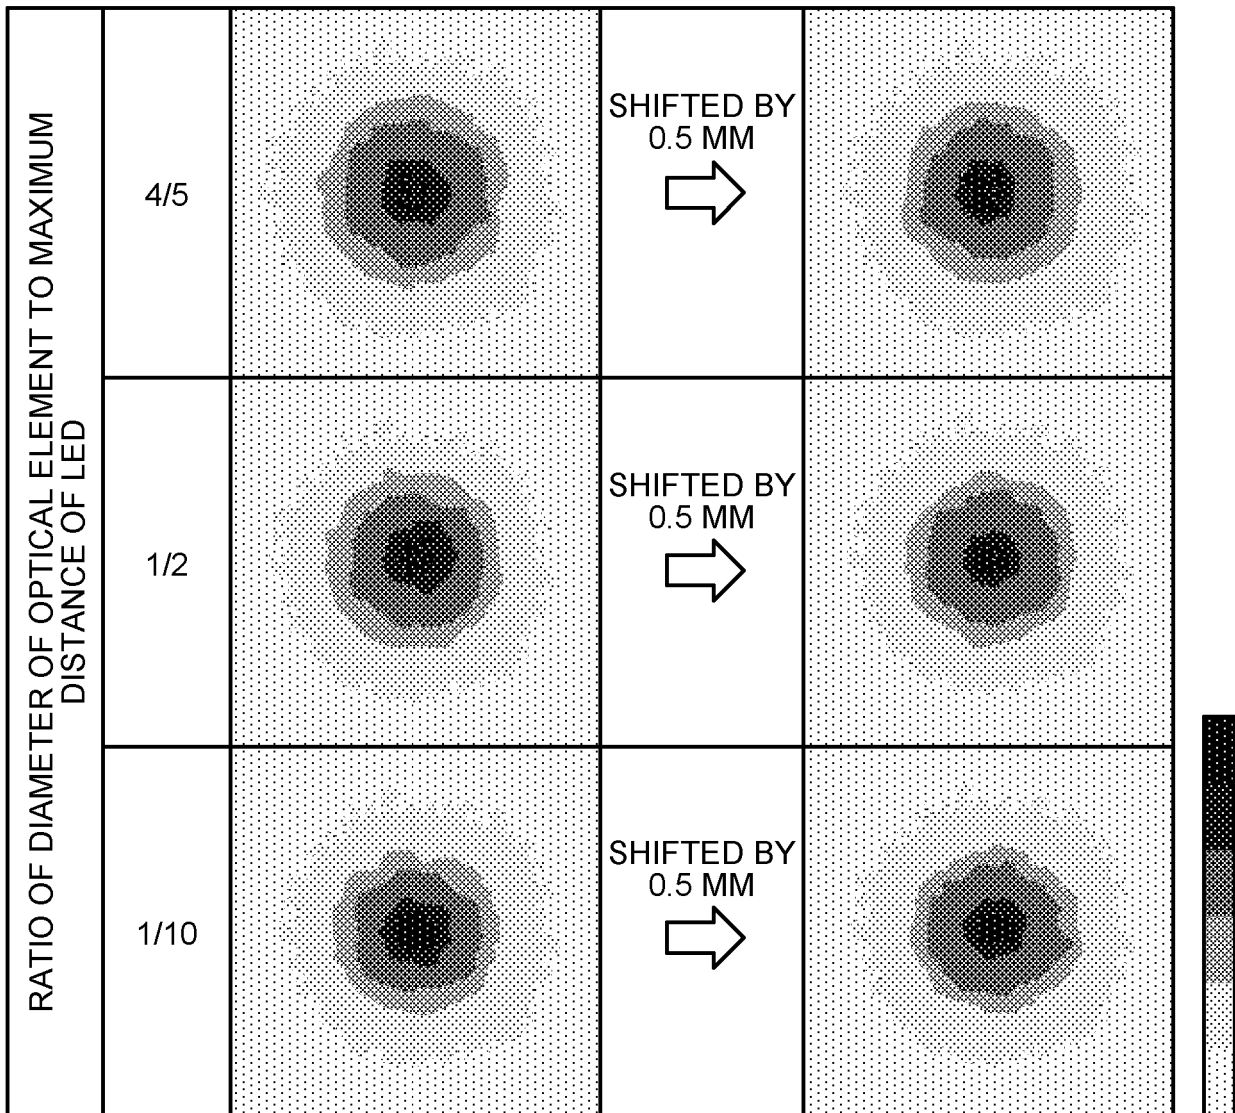 RATIO OF DIAMETER OF OPTICAL ELEMENT TO MAXIMUM
DISTANCE OF LED
4/5
SHIFTED BY
0.5 MM
1/2
SHIFTED BY
0.5 MM
1/10
SHIFTED BY
0.5 MM